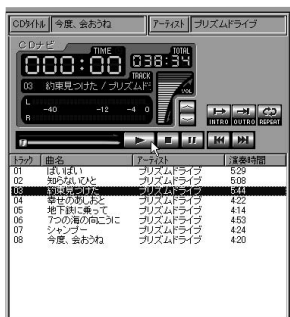 CDタイトル 今度、会おうね アーティスト プリズムドライブ
CDナビ
TIME TOTAL
00:00 038:34
TRACK
03 約束見つけた / プリズムド
VOL
L -40 -12 -4 0
R
INTRO OUTRO REPEAT
トラック 曲名 アーティスト 演奏時間
01 ばいばい プリズムドライブ 5:29
02 知らないひと プリズムドライブ 5:08
03 約束見つけた プリズムドライブ 5:44
04 幸せのあしおと プリズムドライブ 4:22
05 地下鉄に乗って プリズムドライブ 4:14
06 7つの海の向こうに プリズムドライブ 4:53
07 シャンプー プリズムドライブ 4:24
08 今度、会おうね プリズムドライブ 4:20